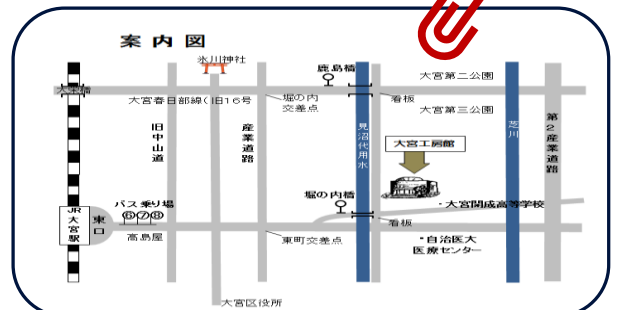 案内図
氷川神社
鹿島橋
大宮第二公園
大栄橋
大宮春日部線(旧16号
堀の内
交差点
看板
大宮第三公園
旧中山道
産業道路
見沼代用水
芝川
第2産業道路
大宮工房館
バス乗り場
⑥⑦⑧
堀の内橋
・大宮開成高等学校
JR大宮駅
東口
高島屋
東町交差点
看板
・自治医大
医療センター
大宮区役所